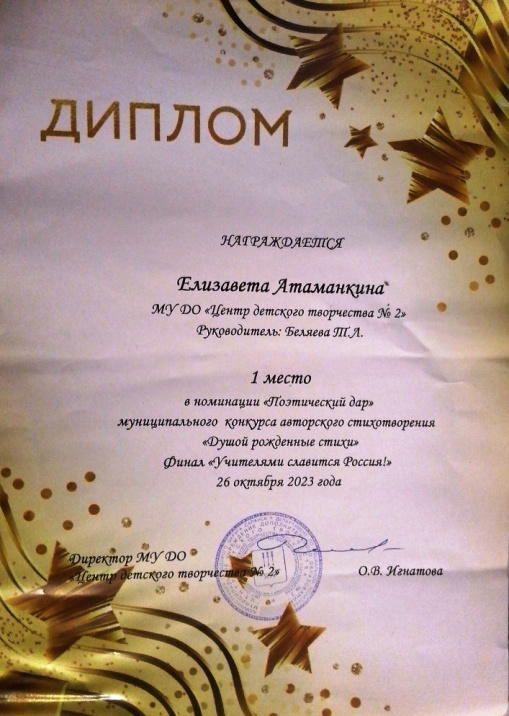 ДИПЛОМ
НАГРАЖДАЕТСЯ
Елизавета Атаманкина
МУ ДО «Центр детского творчества № 2»
Руководитель: Беляева Т.Л.
1 место
в номинации «Поэтический дар»
муниципального конкурса авторского стихотворения
«Душой рожденные стихи»
Финал «Учителями славится Россия!»
26 октября 2023 года
Директор МУ ДО
«Центр детского творчества № 2»
О.В. Игнатова